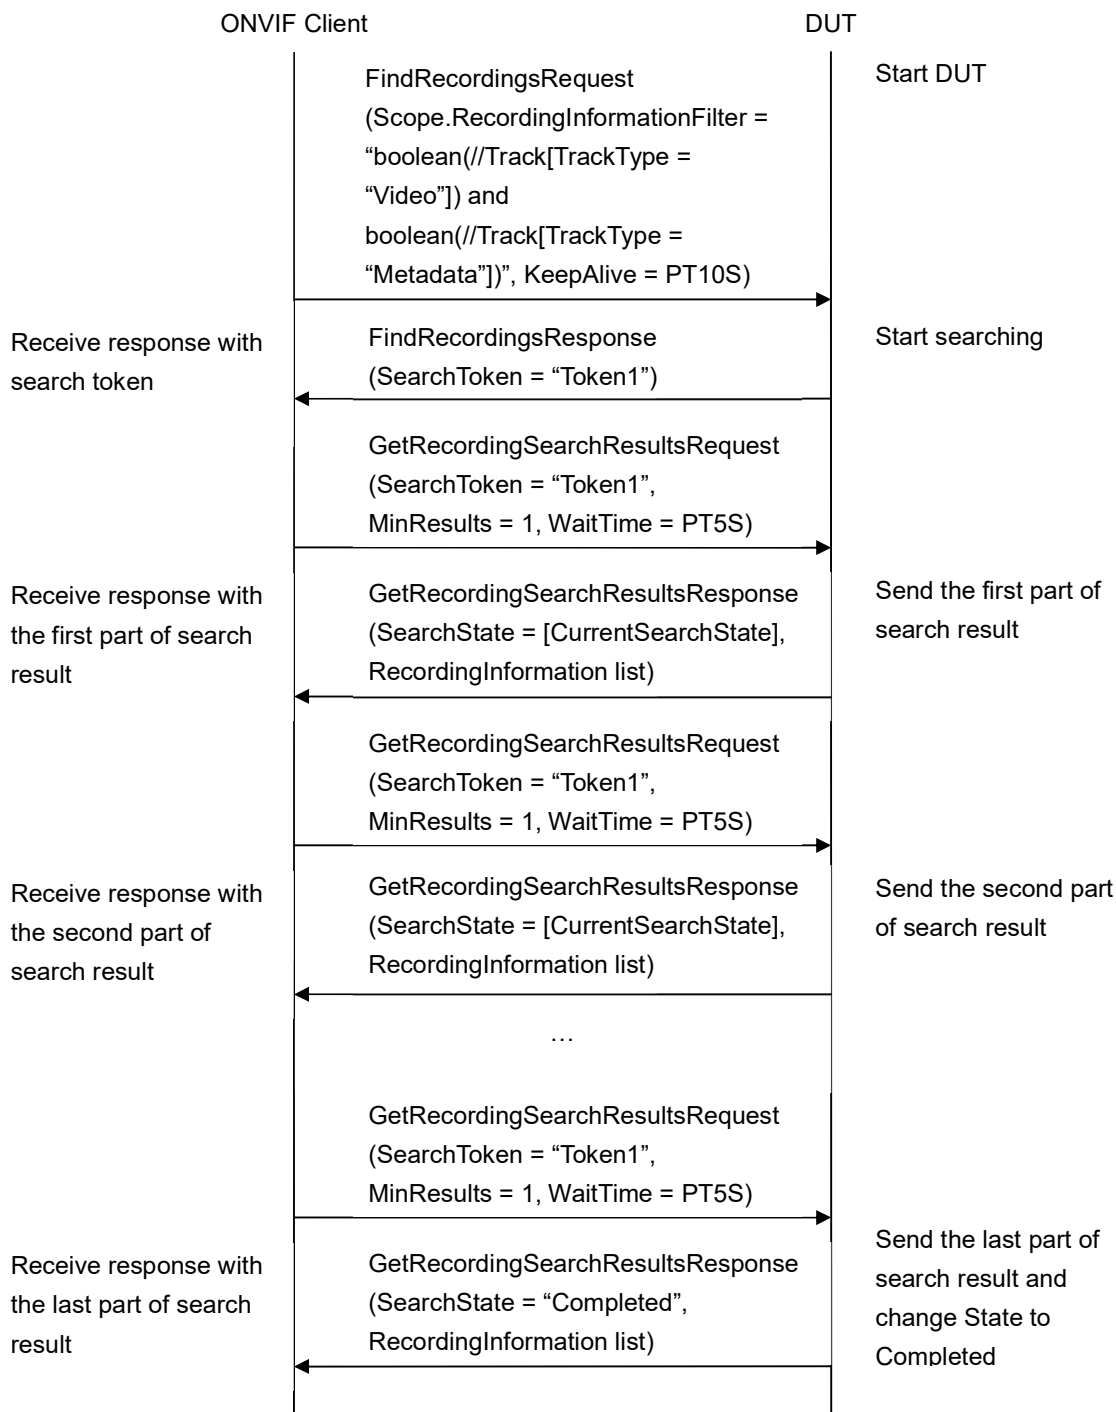 ONVIF Client
DUT
Start DUT
FindRecordingsRequest
(Scope.RecordingInformationFilter =
“boolean(//Track[TrackType =
“Video”]) and
boolean(//Track[TrackType =
“Metadata”])”, KeepAlive = PT10S)
Receive response with
search token
FindRecordingsResponse
(SearchToken = “Token1”)
Start searching
GetRecordingSearchResultsRequest
(SearchToken = “Token1”,
MinResults = 1, WaitTime = PT5S)
Receive response with
the first part of search
result
GetRecordingSearchResultsResponse
(SearchState = [CurrentSearchState],
RecordingInformation list)
Send the first part of
search result
GetRecordingSearchResultsRequest
(SearchToken = “Token1”,
MinResults = 1, WaitTime = PT5S)
Receive response with
the second part of
search result
GetRecordingSearchResultsResponse
(SearchState = [CurrentSearchState],
RecordingInformation list)
Send the second part
of search result
…
GetRecordingSearchResultsRequest
(SearchToken = “Token1”,
MinResults = 1, WaitTime = PT5S)
Receive response with
the last part of search
result
GetRecordingSearchResultsResponse
(SearchState = “Completed”,
RecordingInformation list)
Send the last part of
search result and
change State to
Completed